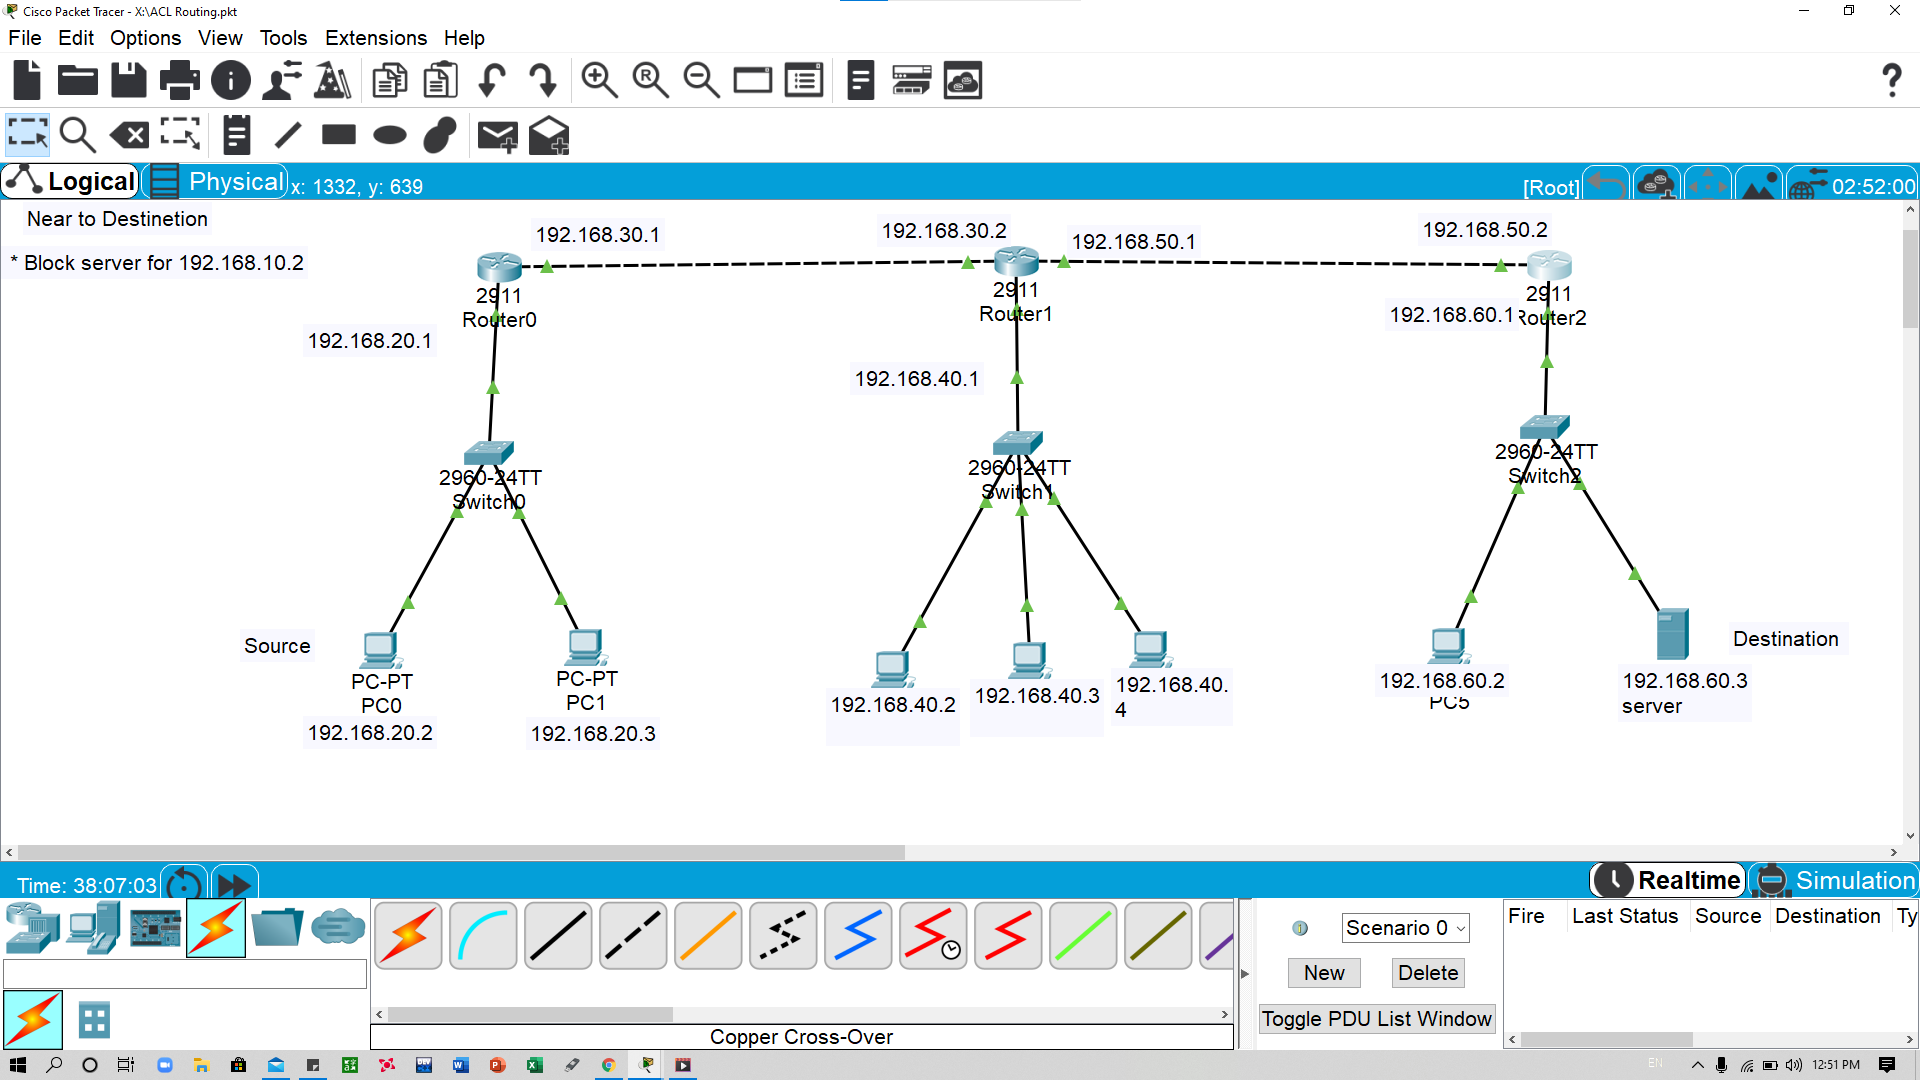 Cisco Packet Tracer - X:\ACL Routing.pkt
File Edit Options View Tools Extensions Help
Logical
Physical
x: 1332, y: 639
[Root]
02:52:00
Near to Destinetion
* Block server for 192.168.10.2
192.168.30.1
192.168.30.2
192.168.50.1
192.168.50.2
2911
Router0
2911
Router1
2911
Router2
192.168.20.1
192.168.40.1
192.168.60.1
2960-24TT
Switch0
2960-24TT
Switch1
2960-24TT
Switch2
Source
PC-PT
PC0
192.168.20.2
PC-PT
PC1
192.168.20.3
192.168.40.2
192.168.40.3
192.168.40.
4
192.168.60.2
PC5
192.168.60.3
server
Destination
Time: 38:07:03
Realtime
Simulation
Scenario 0
New
Delete
Toggle PDU List Window
Fire Last Status Source Destination Ty
Copper Cross-Over
EN
12:51 PM